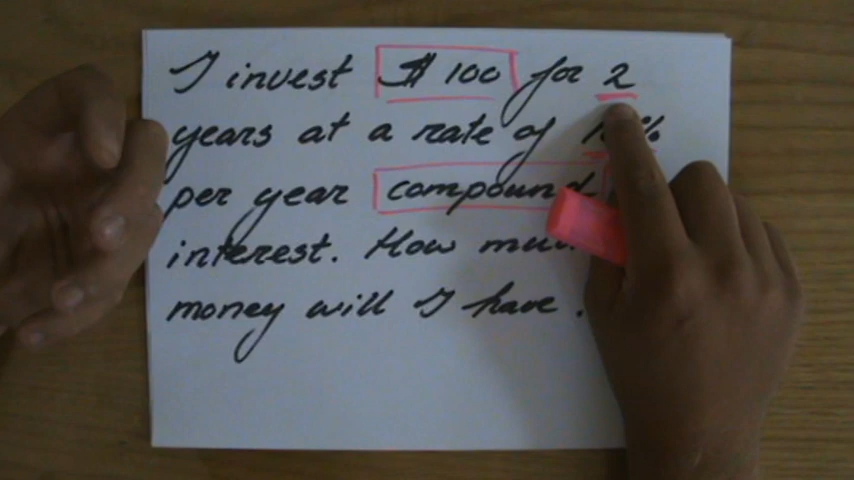 I invest $ 100 for 2
years at a rate of
per year compound
interest. How
money will I have